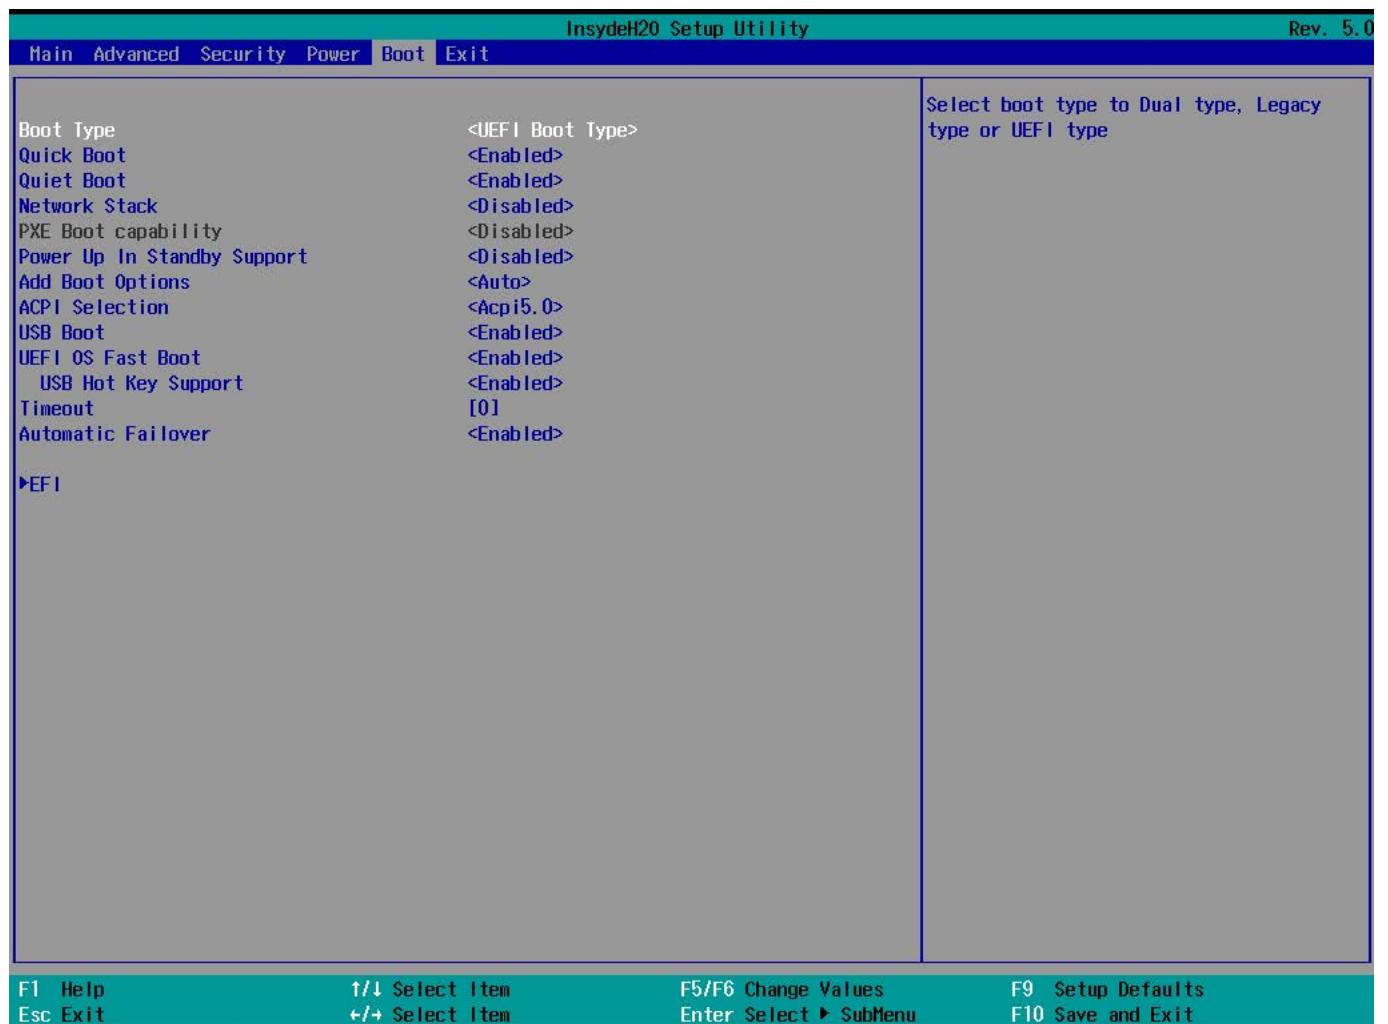 InsydeH20 Setup Utility Rev. 5.0
Main Advanced Security Power Boot Exit
Select boot type to Dual type, Legacy
type or UEFI type
Boot Type <UEFI Boot Type>
Quick Boot <Enabled>
Quiet Boot <Enabled>
Network Stack <Disabled>
PXE Boot capability <Disabled>
Power Up In Standby Support <Disabled>
Add Boot Options <Auto>
ACPI Selection <Acpi5.0>
USB Boot <Enabled>
UEFI OS Fast Boot <Enabled>
USB Hot Key Support <Enabled>
Timeout [0]
Automatic Failover <Enabled>
▶EFI
F1 Help ↑/↓ Select Item F5/F6 Change Values F9 Setup Defaults
Esc Exit ←/→ Select Item Enter Select ▶ SubMenu F10 Save and Exit